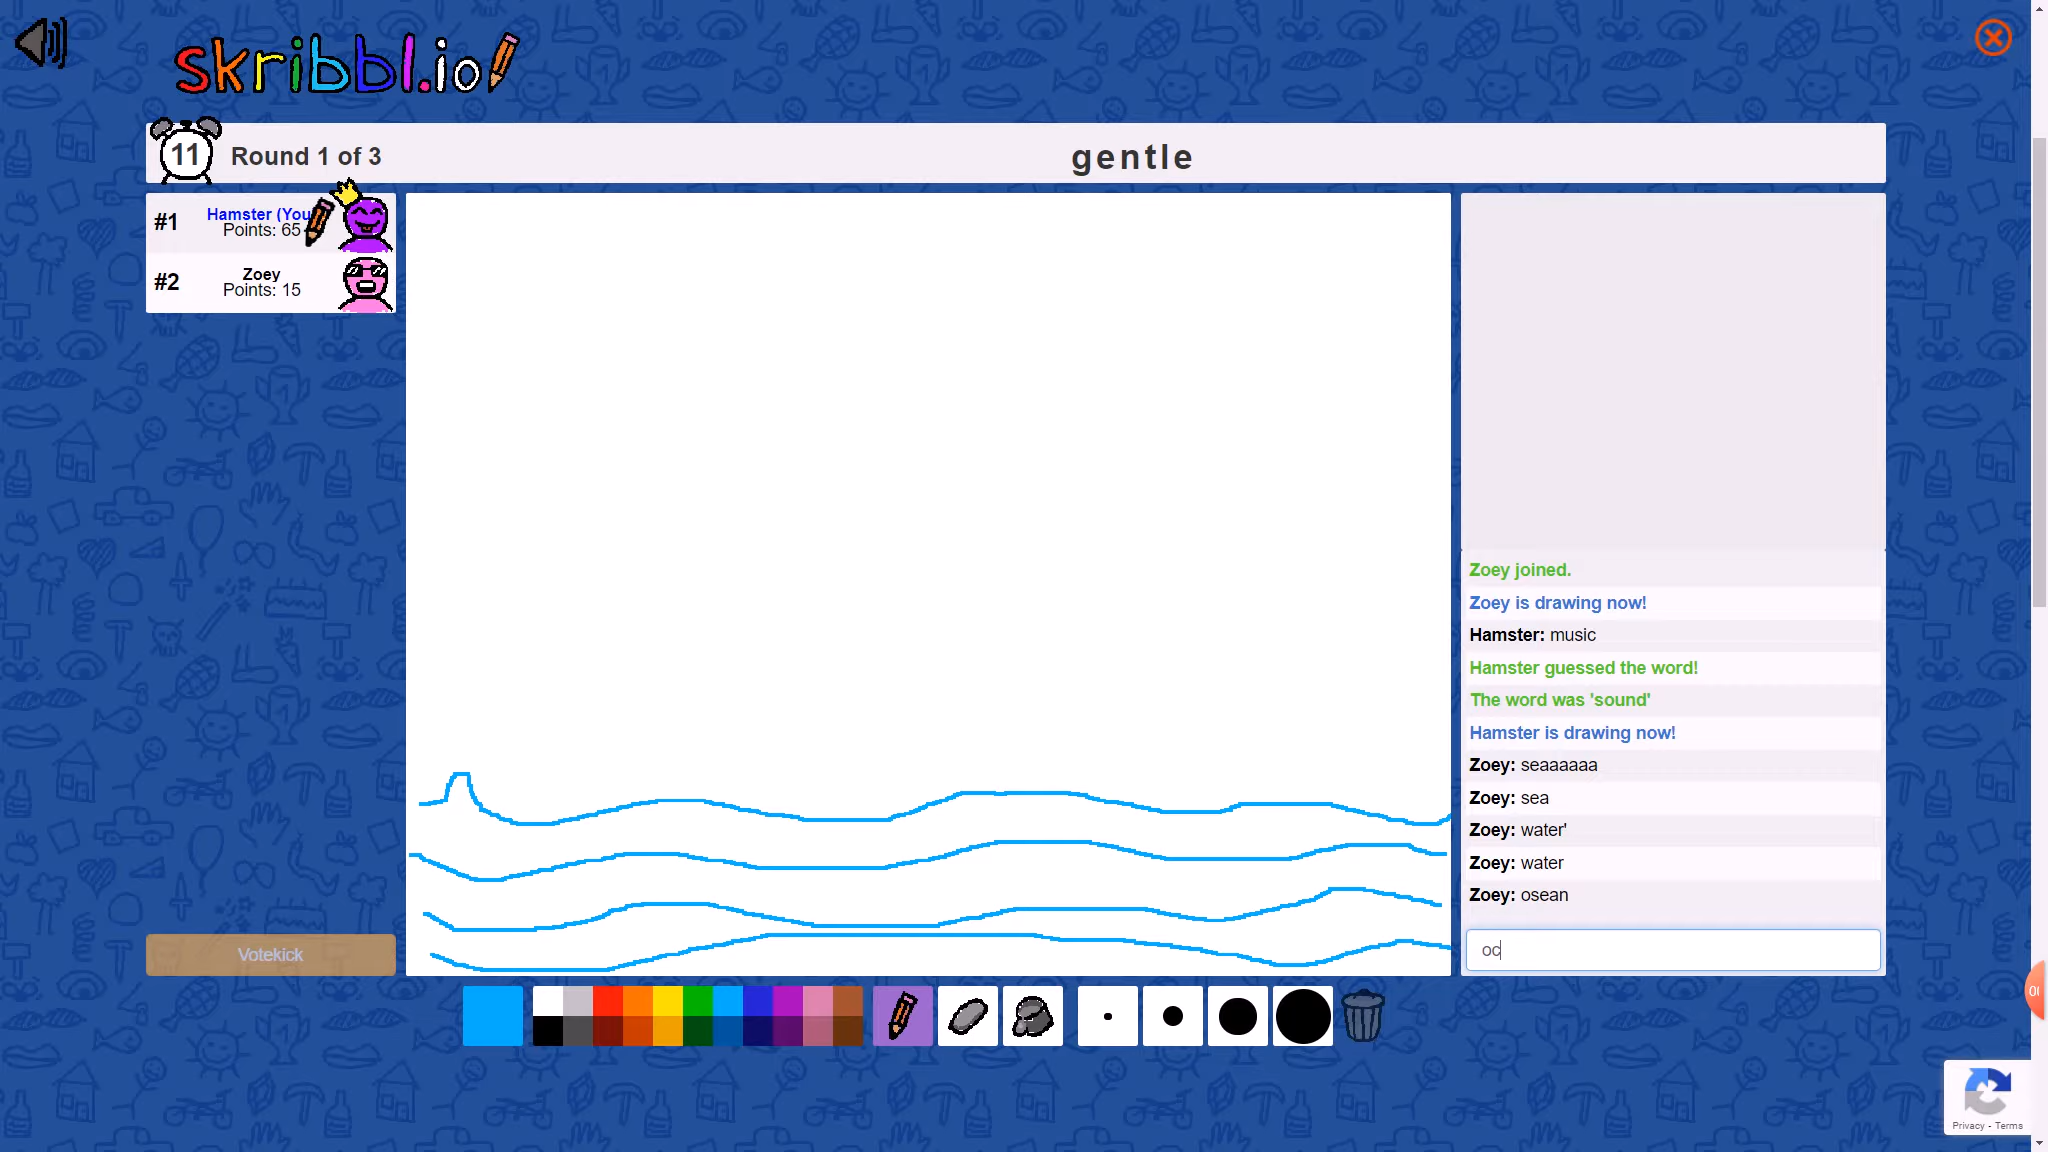 skribbl.io
11
Round 1 of 3
gentle
#1
Hamster (You
Points: 65
#2
Zoey
Points: 15
Zoey joined.
Zoey is drawing now!
Hamster: music
Hamster guessed the word!
The word was 'sound'
Hamster is drawing now!
Zoey: seaaaaaa
Zoey: sea
Zoey: water'
Zoey: water
Zoey: osean
oc
Votekick
Privacy - Terms